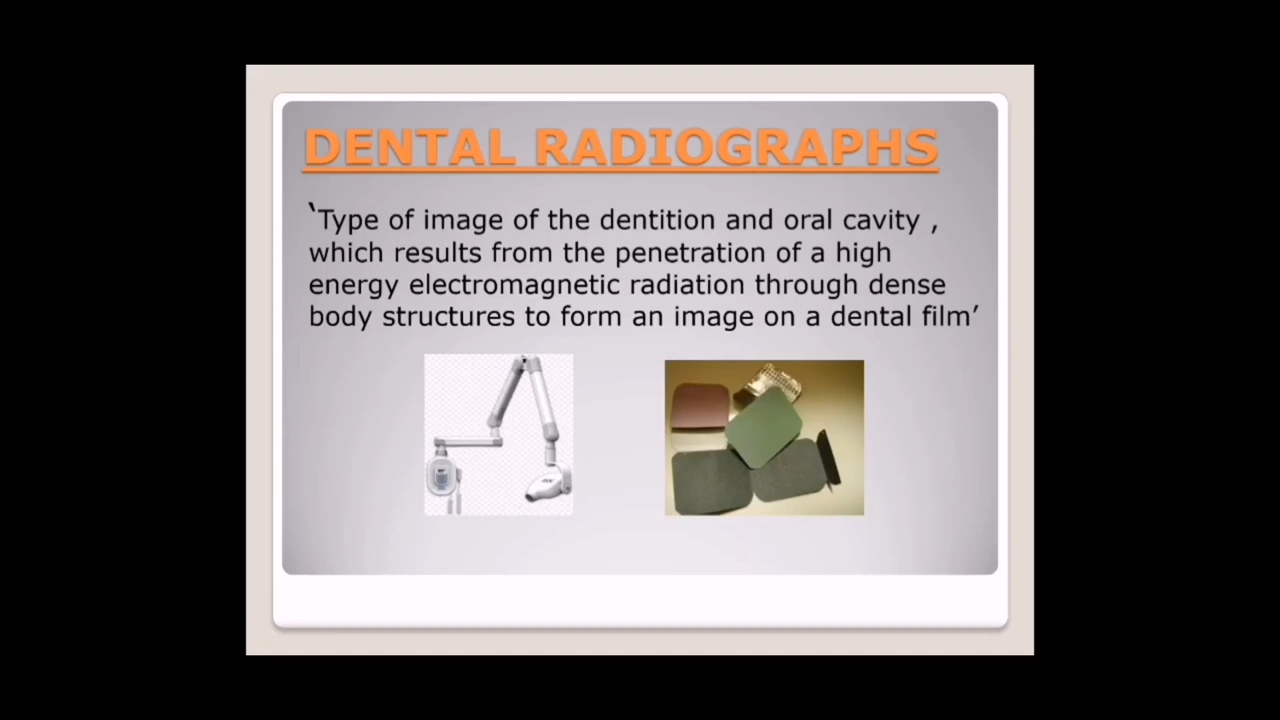 DENTAL RADIOGRAPHS
‘Type of image of the dentition and oral cavity ,
which results from the penetration of a high
energy electromagnetic radiation through dense
body structures to form an image on a dental film’